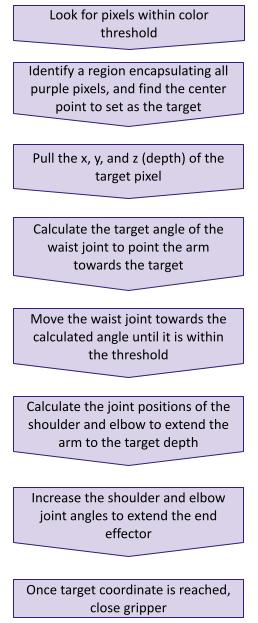 Look for pixels within color
threshold
Identify a region encapsulating all
purple pixels, and find the center
point to set as the target
Pull the x, y, and z (depth) of the
target pixel
Calculate the target angle of the
waist joint to point the arm
towards the target
Move the waist joint towards the
calculated angle until it is within
the threshold
Calculate the joint positions of the
shoulder and elbow to extend the
arm to the target depth
Increase the shoulder and elbow
joint angles to extend the end
effector
Once target coordinate is reached,
close gripper